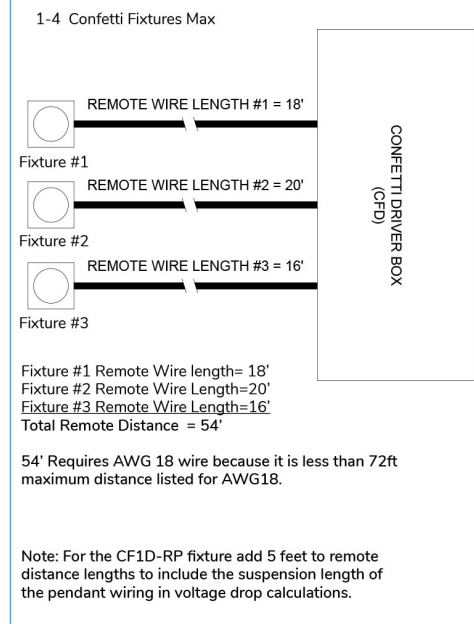 1-4 Confetti Fixtures Max
REMOTE WIRE LENGTH #1 = 18'
Fixture #1
REMOTE WIRE LENGTH #2 = 20'
Fixture #2
REMOTE WIRE LENGTH #3 = 16'
Fixture #3
CONFETTI DRIVER BOX
(CFD)
Fixture #1 Remote Wire length= 18’
Fixture #2 Remote Wire Length=20’
Fixture #3 Remote Wire Length=16’
Total Remote Distance = 54’
54’ Requires AWG 18 wire because it is less than 72ft
maximum distance listed for AWG18.
Note: For the CF1D-RP fixture add 5 feet to remote
distance lengths to include the suspension length of
the pendant wiring in voltage drop calculations.